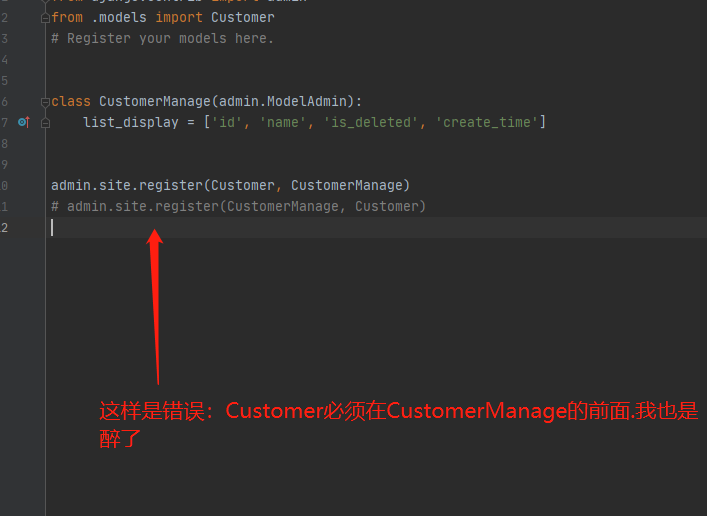 2 from .models import Customer
3 # Register your models here.
4
5
6 class CustomerManage(admin.ModelAdmin):
7 list_display = ['id', 'name', 'is_deleted', 'create_time']
8
9
.0 admin.site.register(Customer, CustomerManage)
.1 # admin.site.register(CustomerManage, Customer)
.2
这样是错误：Customer必须在CustomerManage的前面.我也是
醉了